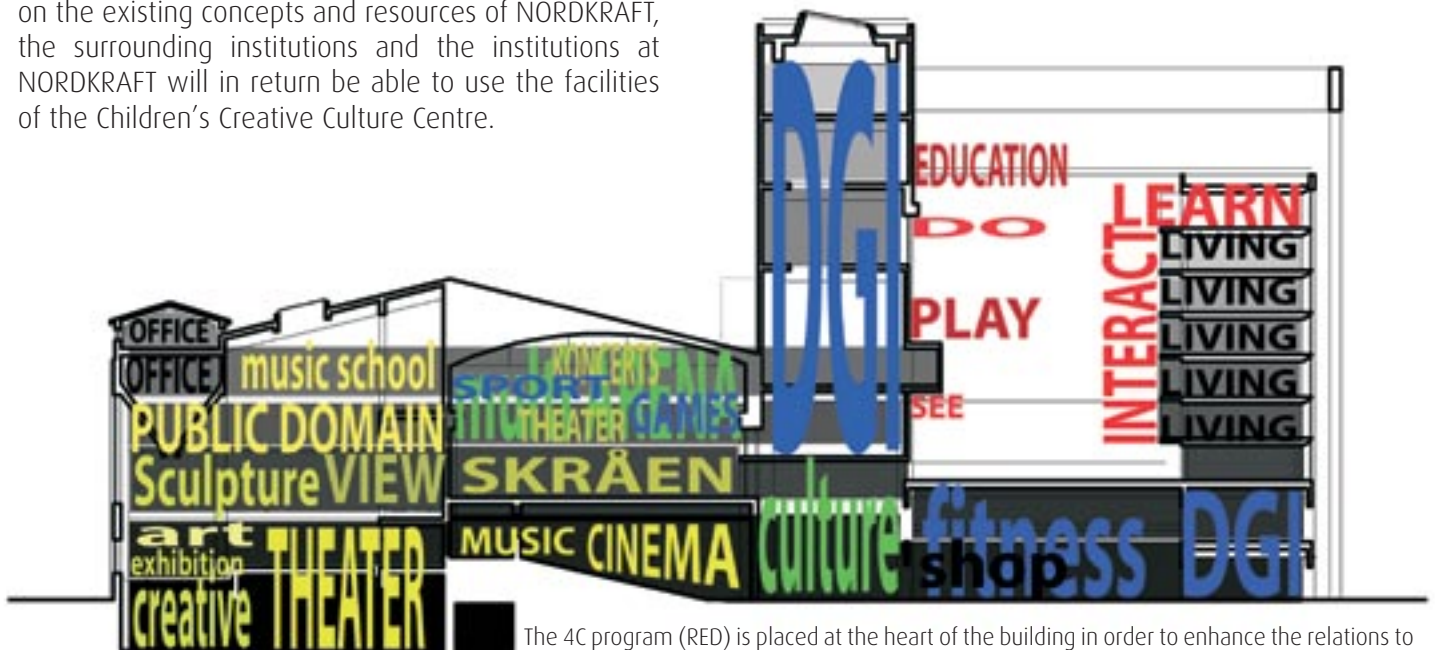 on the existing concepts and resources of NORDKRAFT,
the surrounding institutions and the institutions at
NORDKRAFT will in return be able to use the facilities
of the Children's Creative Culture Centre.
DGI
EDUCATION
DO
PLAY
SEE
INTERACT
LEARN
LIVING
LIVING
LIVING
LIVING
LIVING
OFFICE
OFFICE
music school
PUBLIC DOMAIN
Sculpture VIEW
art
exhibition
creative
THEATER
KONCERTS
SPORT
THEATER GAMES
SKRÅEN
MUSIC CINEMA
culture
'shop
fitness
DGI
The 4C program (RED) is placed at the heart of the building in order to enhance the relations to